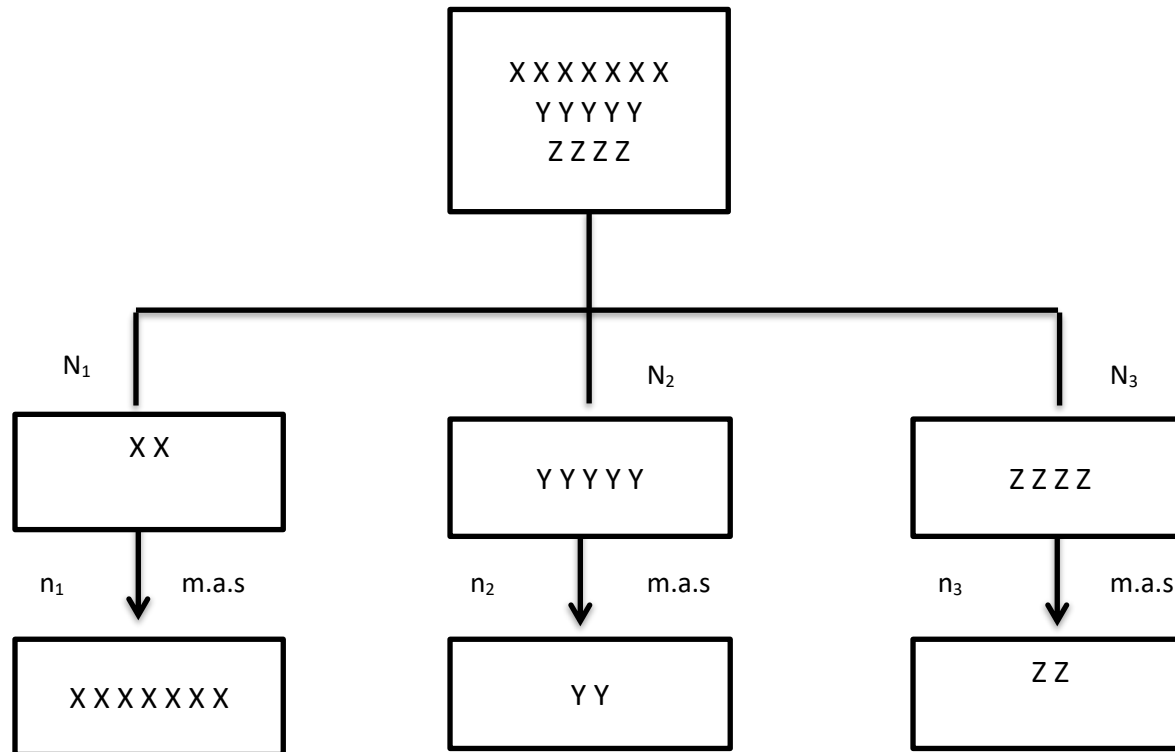 X X X X X X X
Y Y Y Y Y
Z Z Z Z
N₁ N₂ N₃
X X
Y Y Y Y Y
Z Z Z Z
n₁ m.a.s n₂ m.a.s n₃ m.a.s
X X X X X X X
Y Y
Z Z